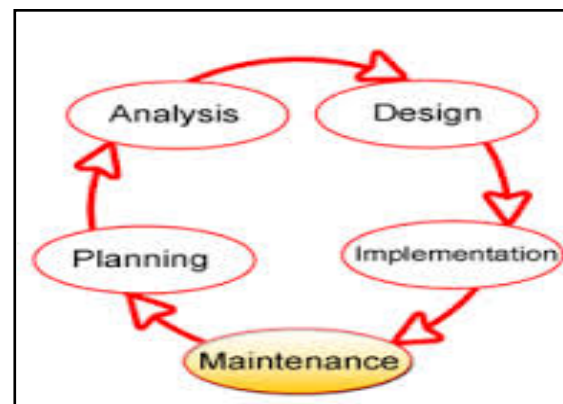 Analysis
Design
Planning
Implementation
Maintenance